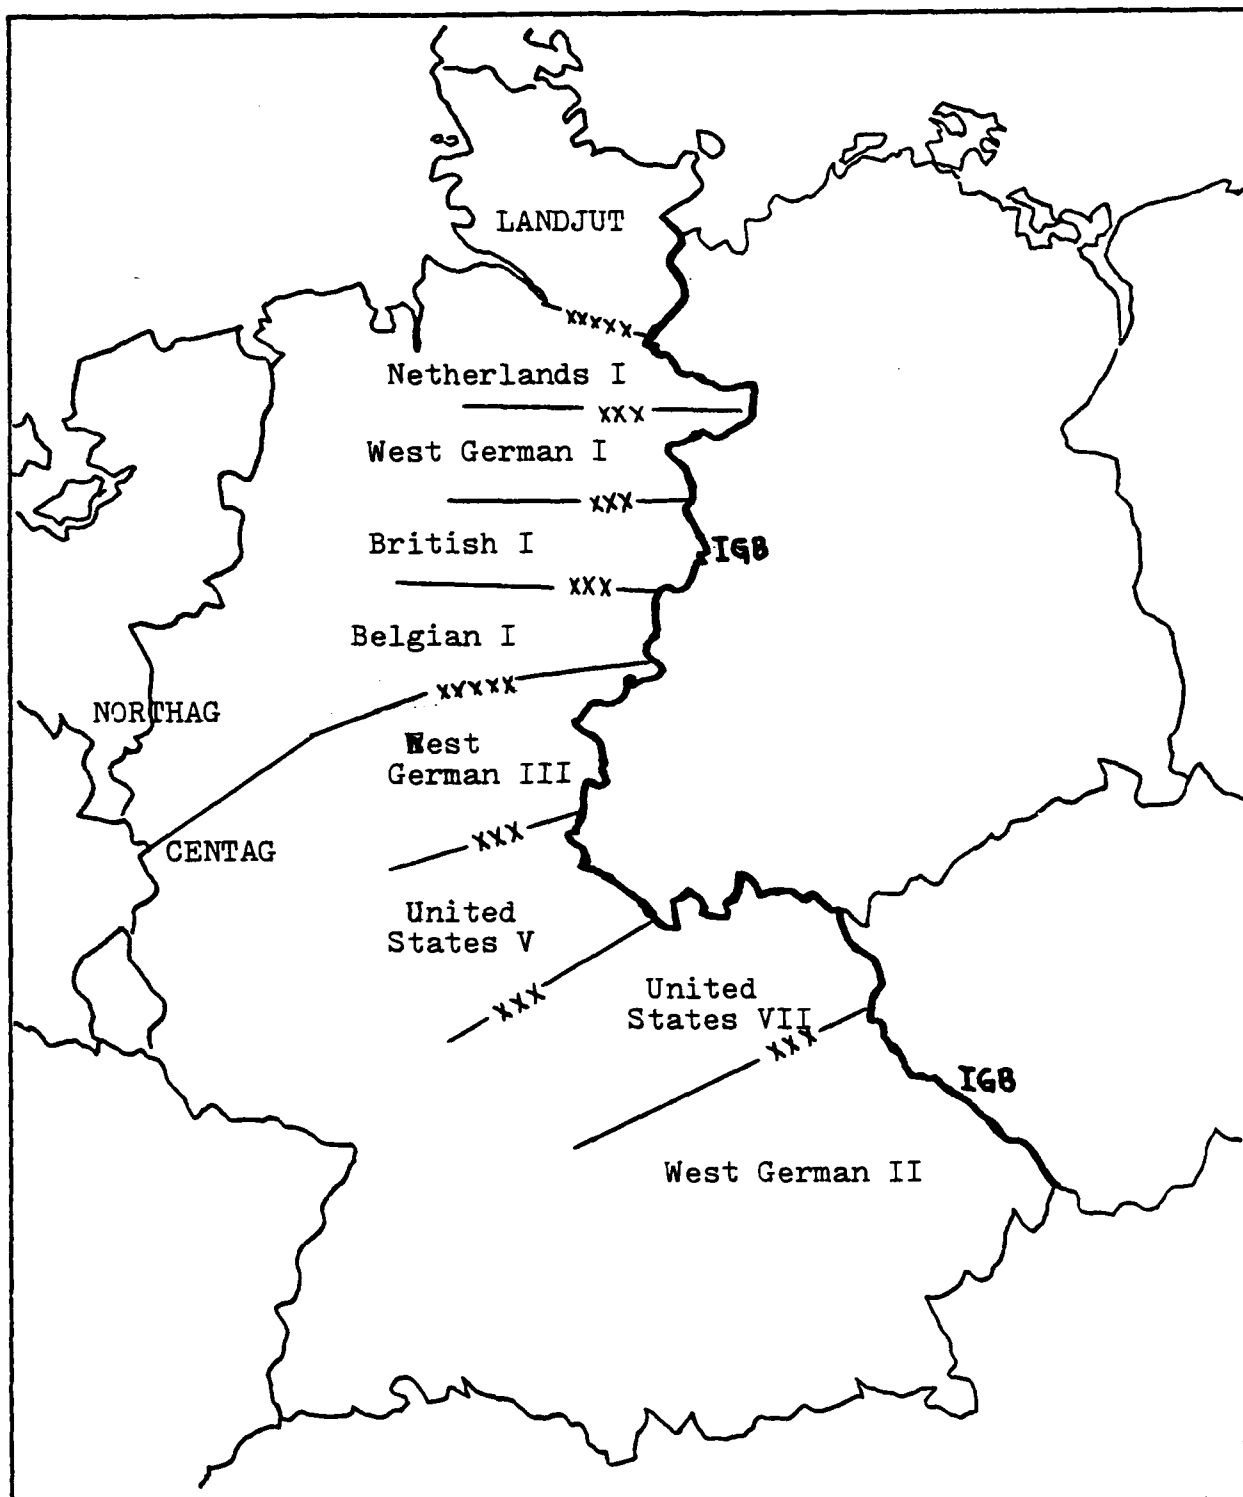 LANDJUT
xxxxx
Netherlands I
xxx
West German I
xxx
IGB
British I
xxx
Belgian I
xxxxx
NORTHAG
West
German III
xxx
CENTAG
United
States V
xxx
United
States VII
xxx
IGB
West German II